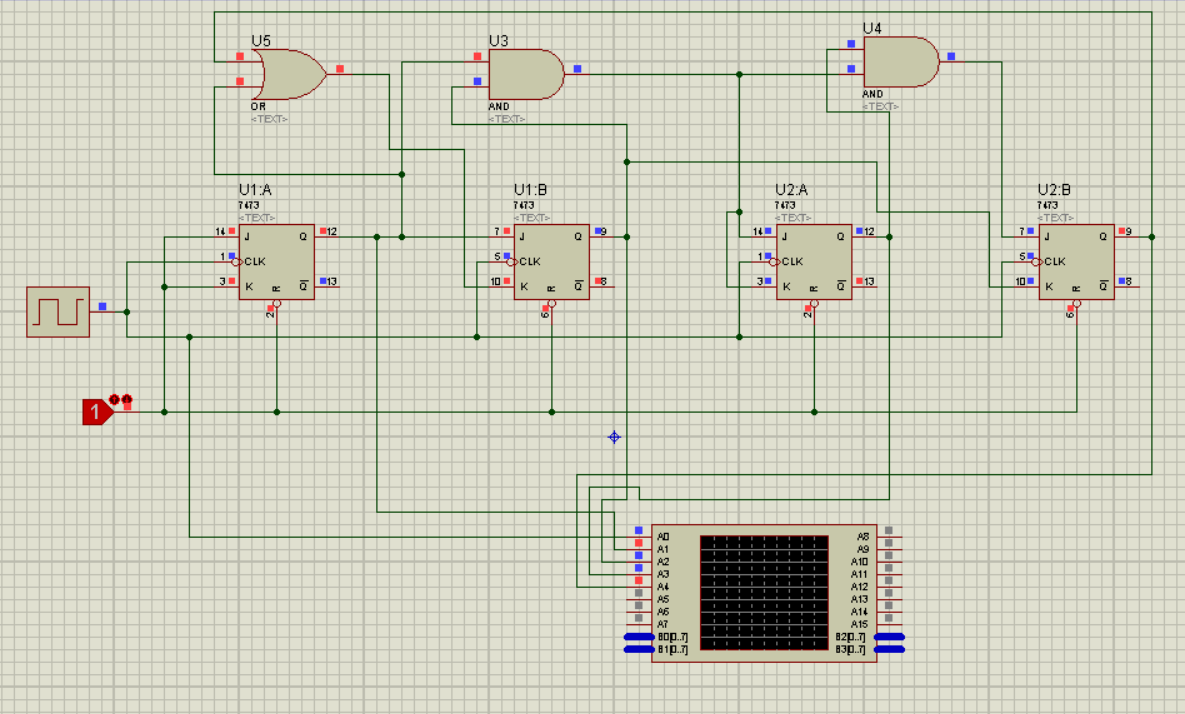 U5
OR
<TEXT>
U3
AND
<TEXT>
U4
AND
<TEXT>
U1:A
7473
<TEXT>
14 J Q 12
1 CLK
3 K Q 13
R
2
U1:B
7473
<TEXT>
7 J Q 9
5 CLK
10 K Q 8
R
6
U2:A
7473
<TEXT>
14 J Q 12
1 CLK
3 K Q 13
R
2
U2:B
7473
<TEXT>
7 J Q 9
5 CLK
10 K Q 8
R
6
1
A0 A8
A1 A9
A2 A10
A3 A11
A4 A12
A5 A13
A6 A14
A7 A15
B0[0..7] B2[0..7]
B1[0..7] B3[0..7]